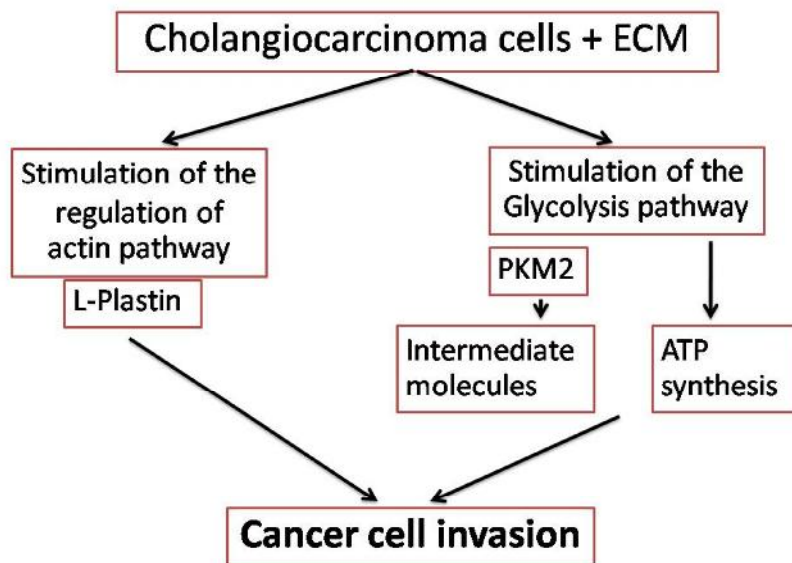 Cholangiocarcinoma cells + ECM
Stimulation of the
regulation of
actin pathway
L-Plastin
Stimulation of the
Glycolysis pathway
PKM2
Intermediate
molecules
ATP
synthesis
Cancer cell invasion